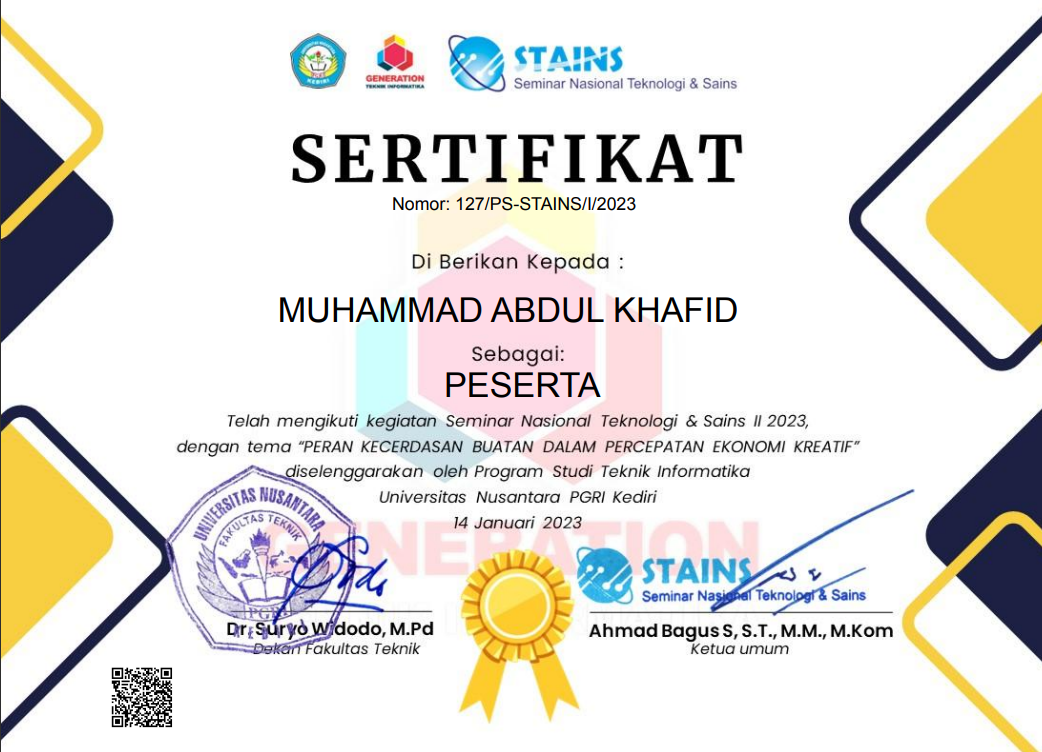 GENERATION
TEKNIK INFORMATIKA
STAINS
Seminar Nasional Teknologi & Sains
SERTIFIKAT
Nomor: 127/PS-STAINS/I/2023
Di Berikan Kepada :
MUHAMMAD ABDUL KHAFID
Sebagai:
PESERTA
Telah mengikuti kegiatan Seminar Nasional Teknologi & Sains II 2023,
dengan tema “PERAN KECERDASAN BUATAN DALAM PERCEPATAN EKONOMI KREATIF”
diselenggarakan oleh Program Studi Teknik Informatika
Universitas Nusantara PGRI Kediri
14 Januari 2023
GENERATION
UNIVERSITAS NUSANTARA
FAKULTAS TEKNIK
PGRI
KEDIRI
STAINS
Seminar Nasional Teknologi & Sains
Dr. Suryo Widodo, M.Pd
Dekan Fakultas Teknik
Ahmad Bagus S, S.T., M.M., M.Kom
Ketua umum